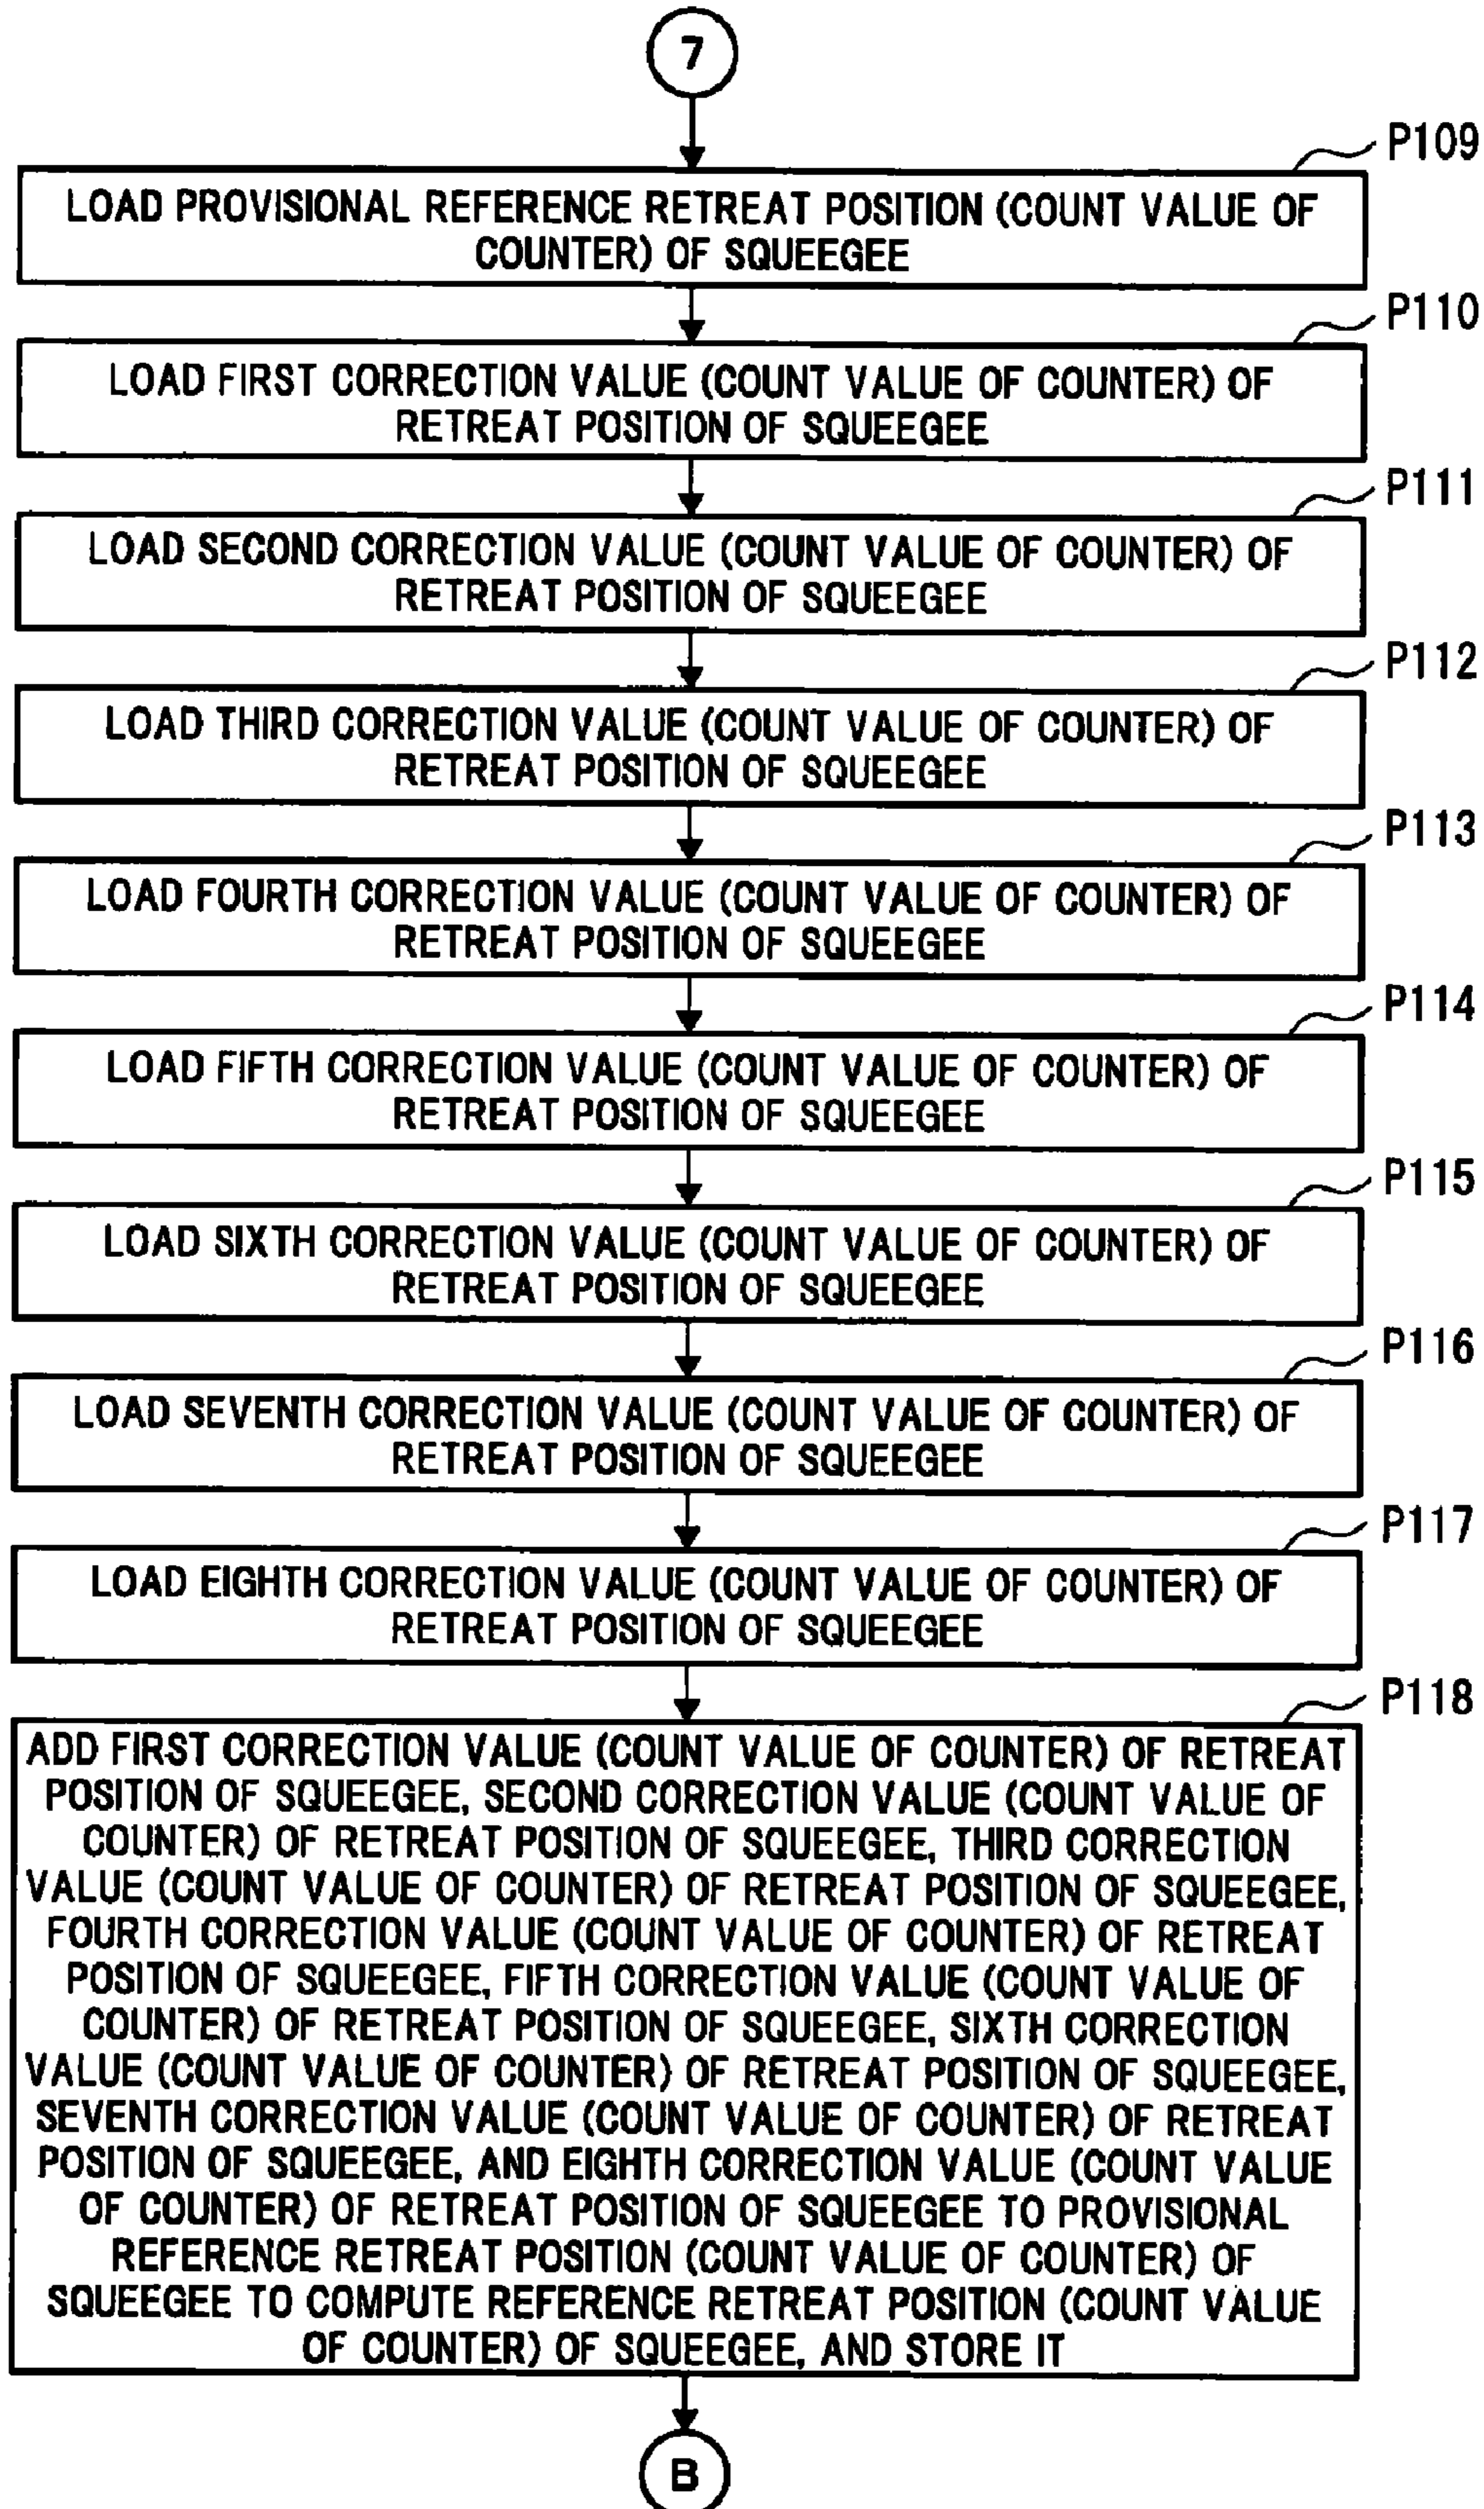 7
P109
LOAD PROVISIONAL REFERENCE RETREAT POSITION (COUNT VALUE OF
COUNTER) OF SQUEEGEE
P110
LOAD FIRST CORRECTION VALUE (COUNT VALUE OF COUNTER) OF
RETREAT POSITION OF SQUEEGEE
P111
LOAD SECOND CORRECTION VALUE (COUNT VALUE OF COUNTER) OF
RETREAT POSITION OF SQUEEGEE
P112
LOAD THIRD CORRECTION VALUE (COUNT VALUE OF COUNTER) OF
RETREAT POSITION OF SQUEEGEE
P113
LOAD FOURTH CORRECTION VALUE (COUNT VALUE OF COUNTER) OF
RETREAT POSITION OF SQUEEGEE
P114
LOAD FIFTH CORRECTION VALUE (COUNT VALUE OF COUNTER) OF
RETREAT POSITION OF SQUEEGEE
P115
LOAD SIXTH CORRECTION VALUE (COUNT VALUE OF COUNTER) OF
RETREAT POSITION OF SQUEEGEE
P116
LOAD SEVENTH CORRECTION VALUE (COUNT VALUE OF COUNTER) OF
RETREAT POSITION OF SQUEEGEE
P117
LOAD EIGHTH CORRECTION VALUE (COUNT VALUE OF COUNTER) OF
RETREAT POSITION OF SQUEEGEE
P118
ADD FIRST CORRECTION VALUE (COUNT VALUE OF COUNTER) OF RETREAT
POSITION OF SQUEEGEE, SECOND CORRECTION VALUE (COUNT VALUE OF
COUNTER) OF RETREAT POSITION OF SQUEEGEE, THIRD CORRECTION
VALUE (COUNT VALUE OF COUNTER) OF RETREAT POSITION OF SQUEEGEE,
FOURTH CORRECTION VALUE (COUNT VALUE OF COUNTER) OF RETREAT
POSITION OF SQUEEGEE, FIFTH CORRECTION VALUE (COUNT VALUE OF
COUNTER) OF RETREAT POSITION OF SQUEEGEE, SIXTH CORRECTION
VALUE (COUNT VALUE OF COUNTER) OF RETREAT POSITION OF SQUEEGEE,
SEVENTH CORRECTION VALUE (COUNT VALUE OF COUNTER) OF RETREAT
POSITION OF SQUEEGEE, AND EIGHTH CORRECTION VALUE (COUNT VALUE
OF COUNTER) OF RETREAT POSITION OF SQUEEGEE TO PROVISIONAL
REFERENCE RETREAT POSITION (COUNT VALUE OF COUNTER) OF
SQUEEGEE TO COMPUTE REFERENCE RETREAT POSITION (COUNT VALUE
OF COUNTER) OF SQUEEGEE, AND STORE IT
B